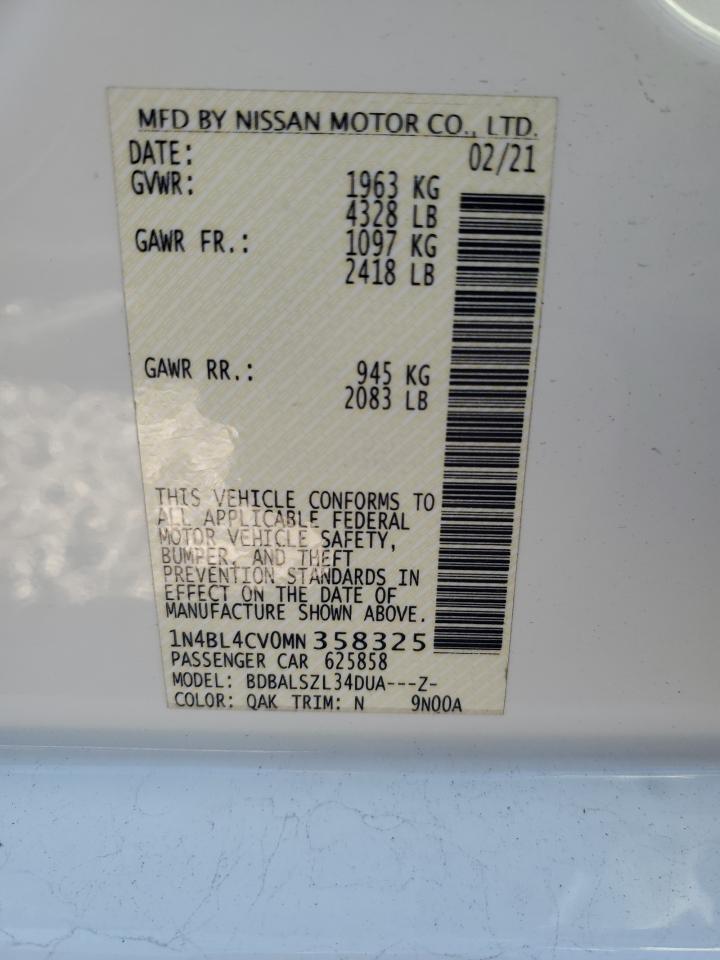 MFD BY NISSAN MOTOR CO., LTD.
DATE: 02/21
GVWR: 1963 KG
4328 LB
GAWR FR.: 1097 KG
2418 LB
GAWR RR.: 945 KG
2083 LB
THIS VEHICLE CONFORMS TO
ALL APPLICABLE FEDERAL
MOTOR VEHICLE SAFETY,
BUMPER, AND THEFT
PREVENTION STANDARDS IN
EFFECT ON THE DATE OF
MANUFACTURE SHOWN ABOVE.
1N4BL4CV0MN358325
PASSENGER CAR 625858
MODEL: BDBALSZL34DUA---Z-
COLOR: QAK TRIM: N 9N00A